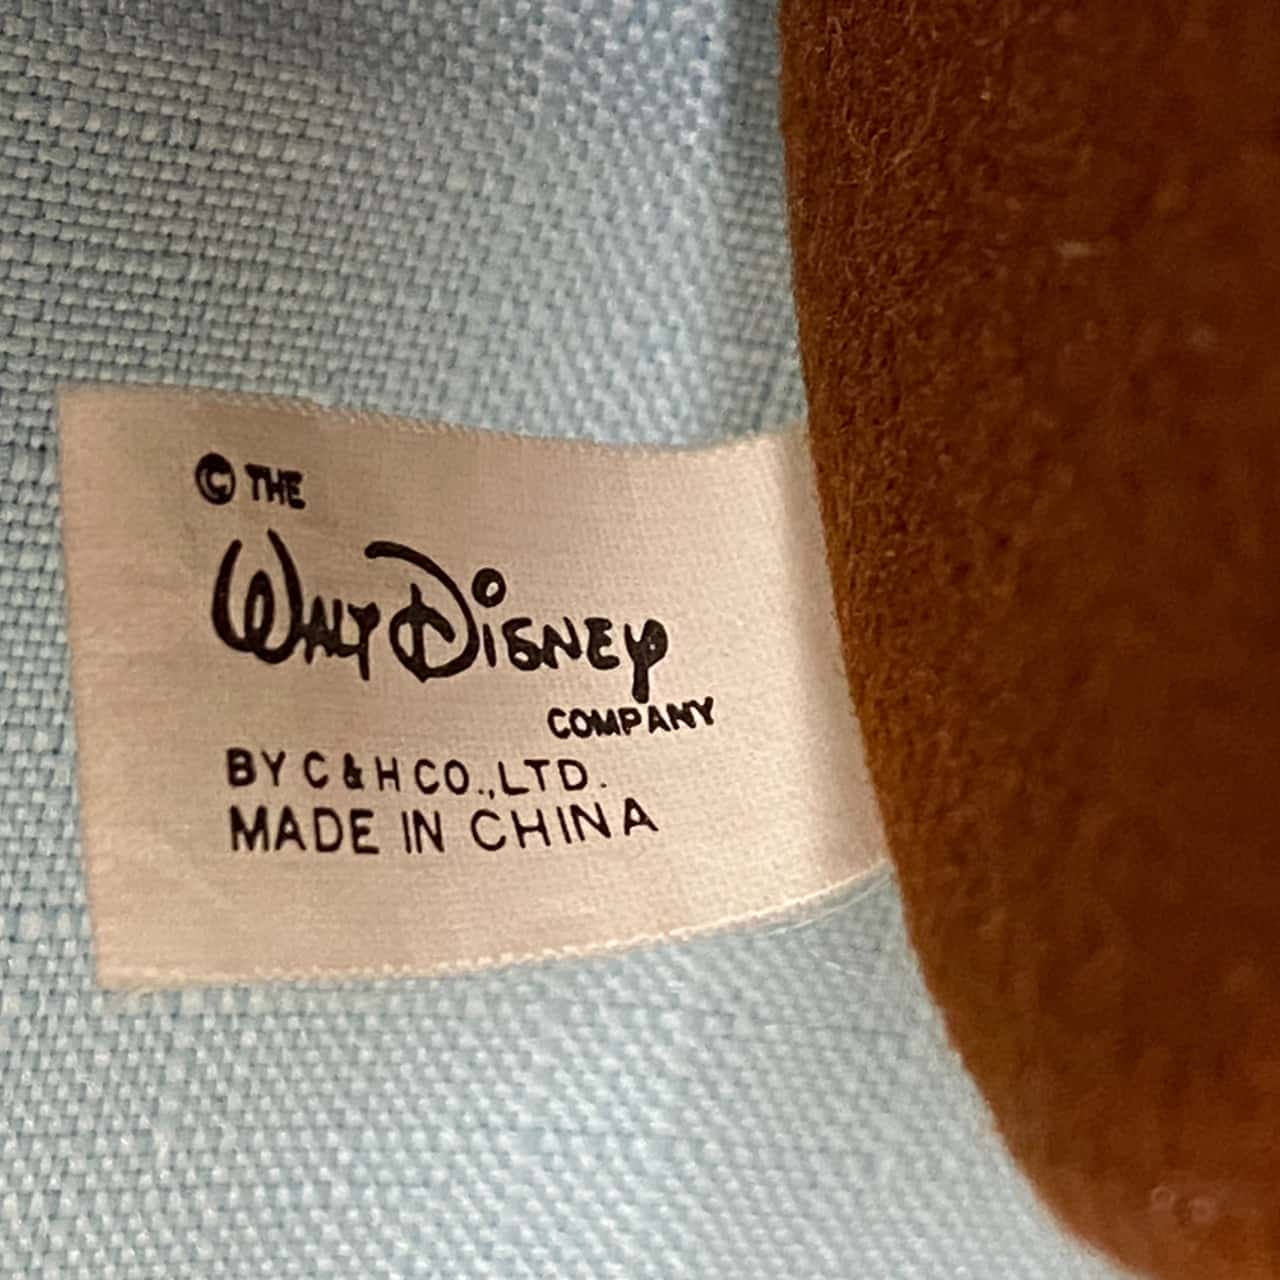 © THE
WALT DISNEY
COMPANY
BY C & H CO.,LTD.
MADE IN CHINA